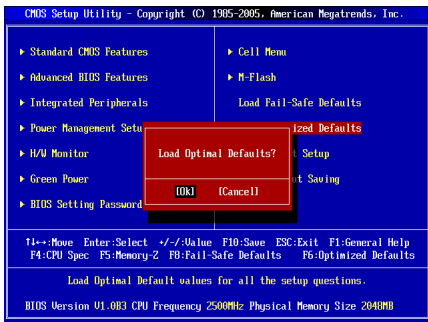 CMOS Setup Utility - Copyright (C) 1985-2005, American Megatrends, Inc.
Standard CMOS Features
Cell Menu
Advanced BIOS Features
M-Flash
Integrated Peripherals
Load Fail-Safe Defaults
Power Management Setu
ized Defaults
H/W Monitor
Load Optimal Defaults?
t Setup
Green Power
[Ok] [Cancel]
ut Saving
BIOS Setting Password
↑↓←→:Move Enter:Select +/-/:Value F10:Save ESC:Exit F1:General Help
F4:CPU Spec F5:Memory-Z F8:Fail-Safe Defaults F6:Optimized Defaults
Load Optimal Default values for all the setup questions.
BIOS Version V1.0B3 CPU Frequency 2500MHz Physical Memory Size 2048MB